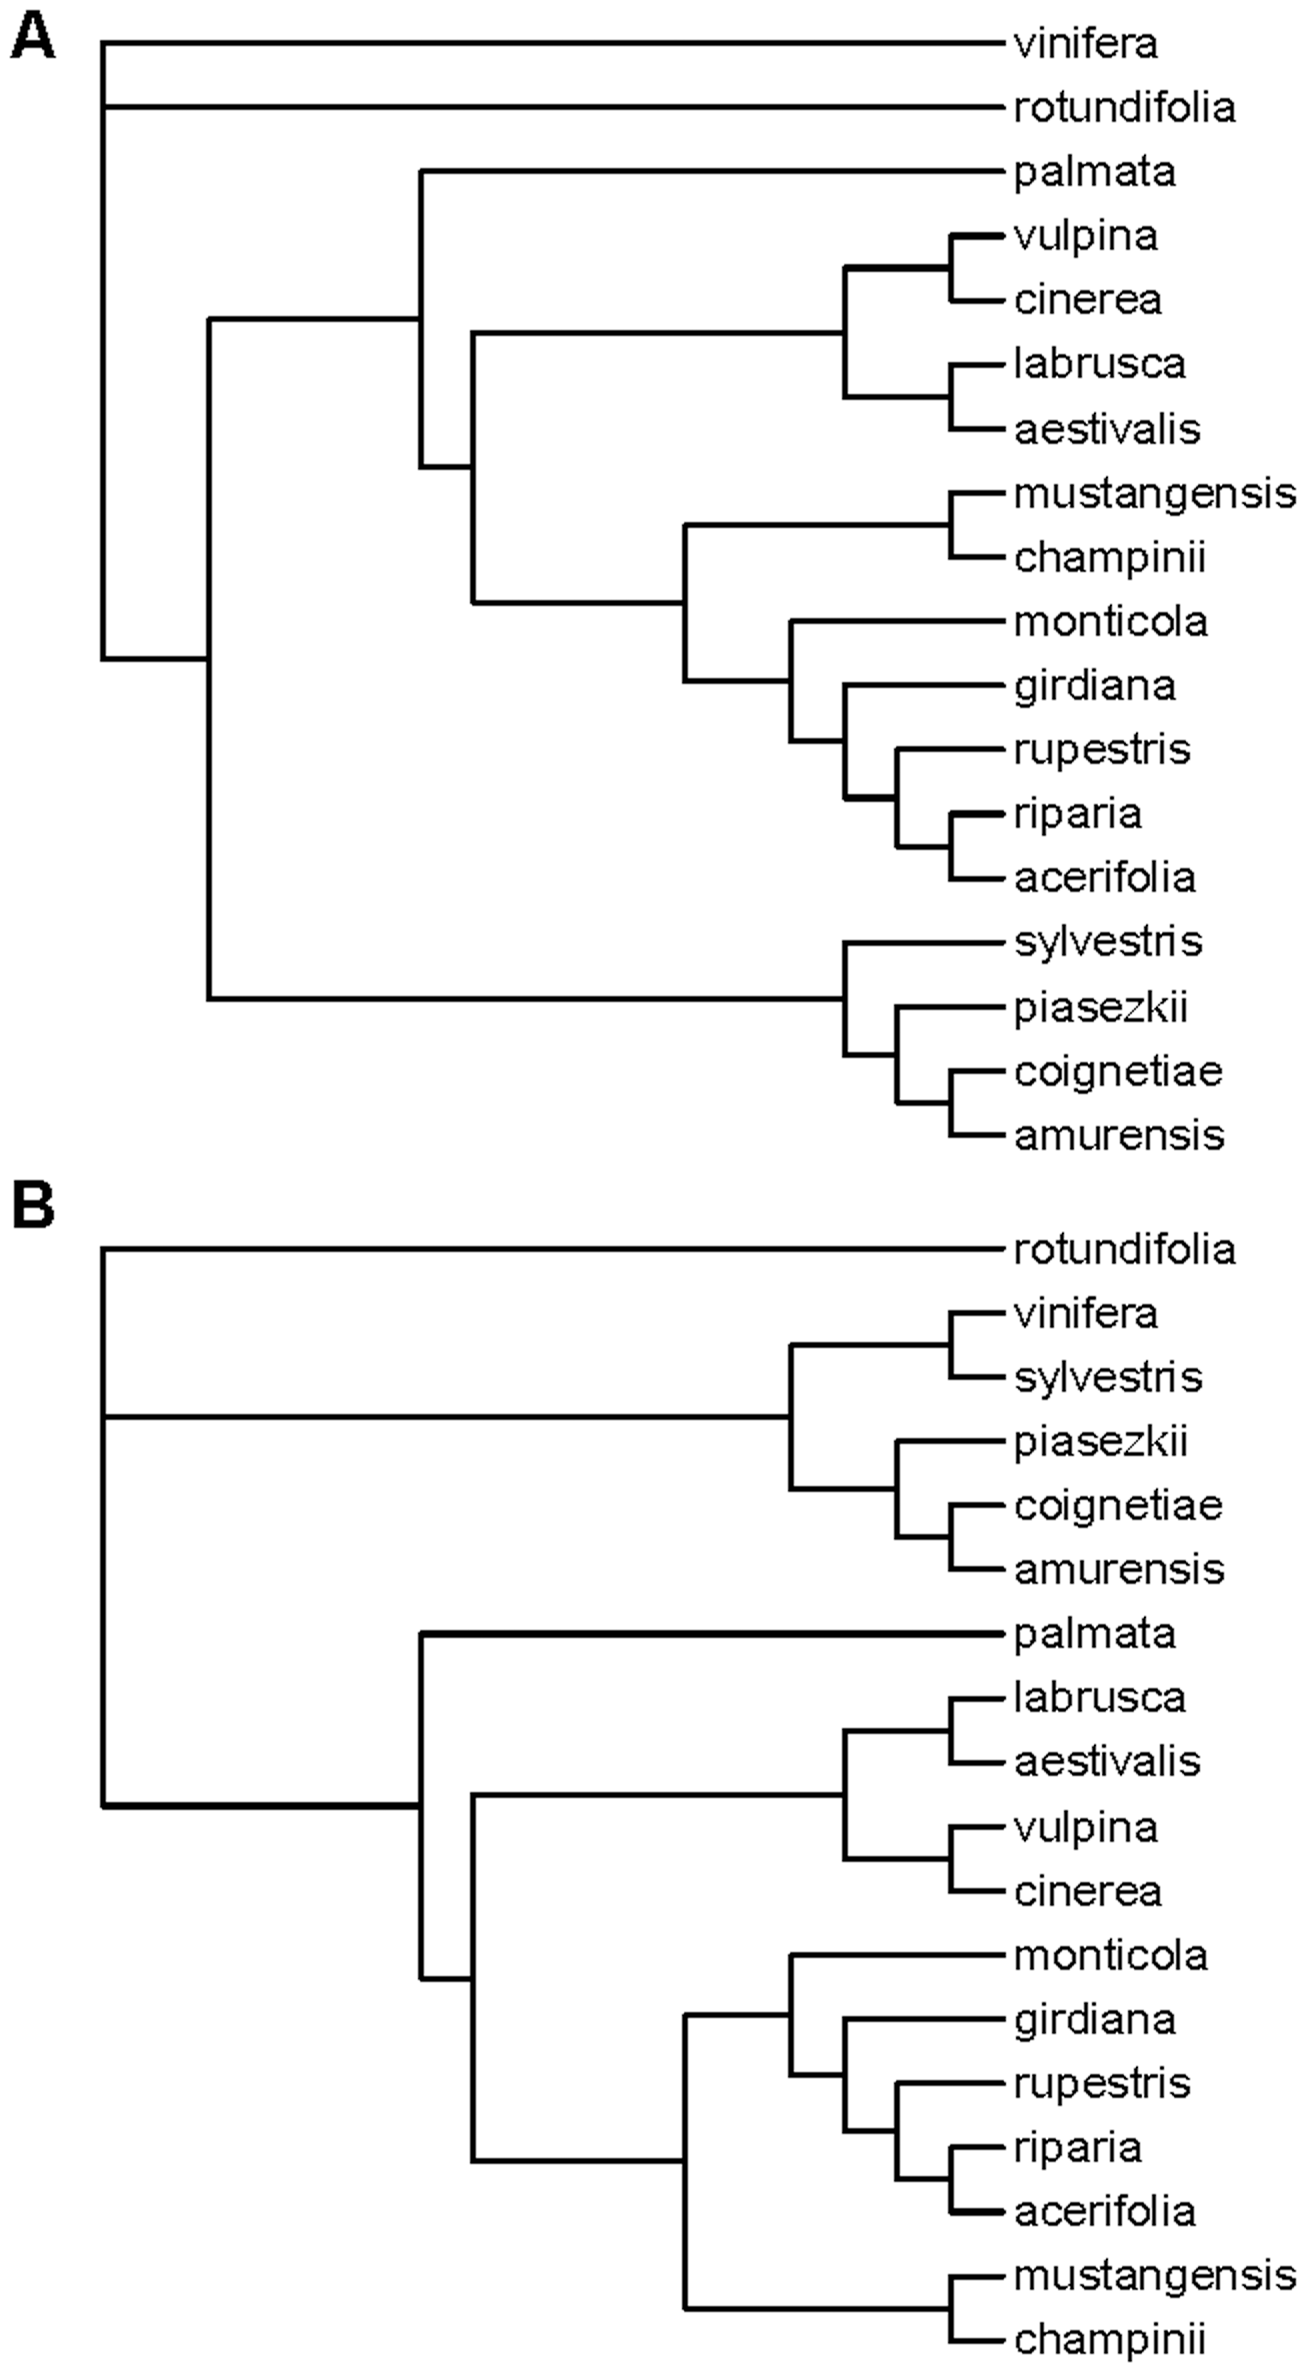 A
vinifera
rotundifolia
palmata
vulpina
cinerea
labrusca
aestivalis
mustangensis
champinii
monticola
girdiana
rupestris
riparia
acerifolia
sylvestris
piasezkii
coignetiae
amurensis
B
rotundifolia
vinifera
sylvestris
piasezkii
coignetiae
amurensis
palmata
labrusca
aestivalis
vulpina
cinerea
monticola
girdiana
rupestris
riparia
acerifolia
mustangensis
champinii